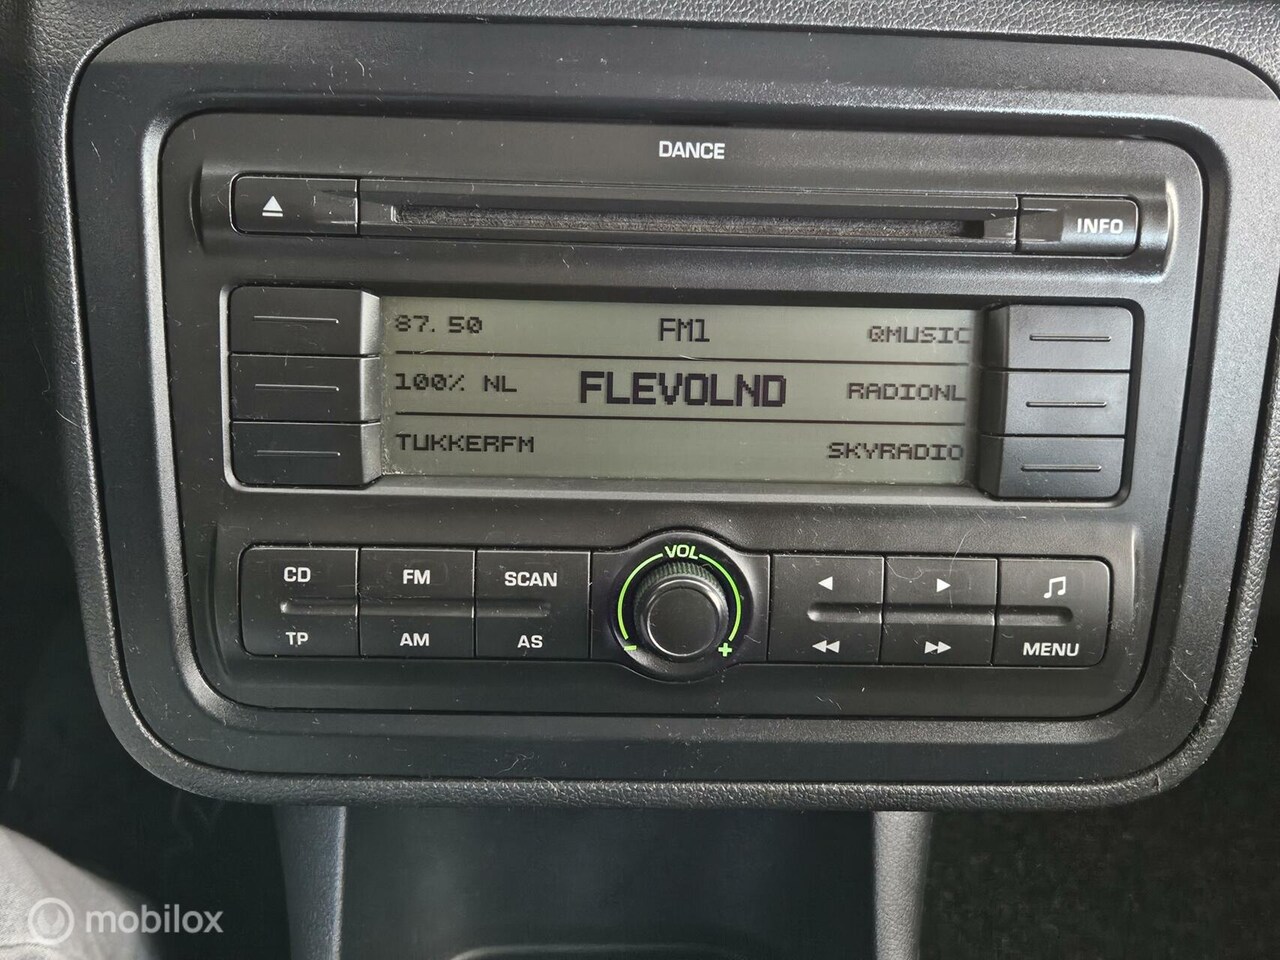 DANCE
INFO
87.50 FM1 QMUSIC
100% NL FLEVOLND RADIONL
TUKKERFM SKYRADIO
CD FM SCAN VOL
TP AM AS - + MENU
mobilox